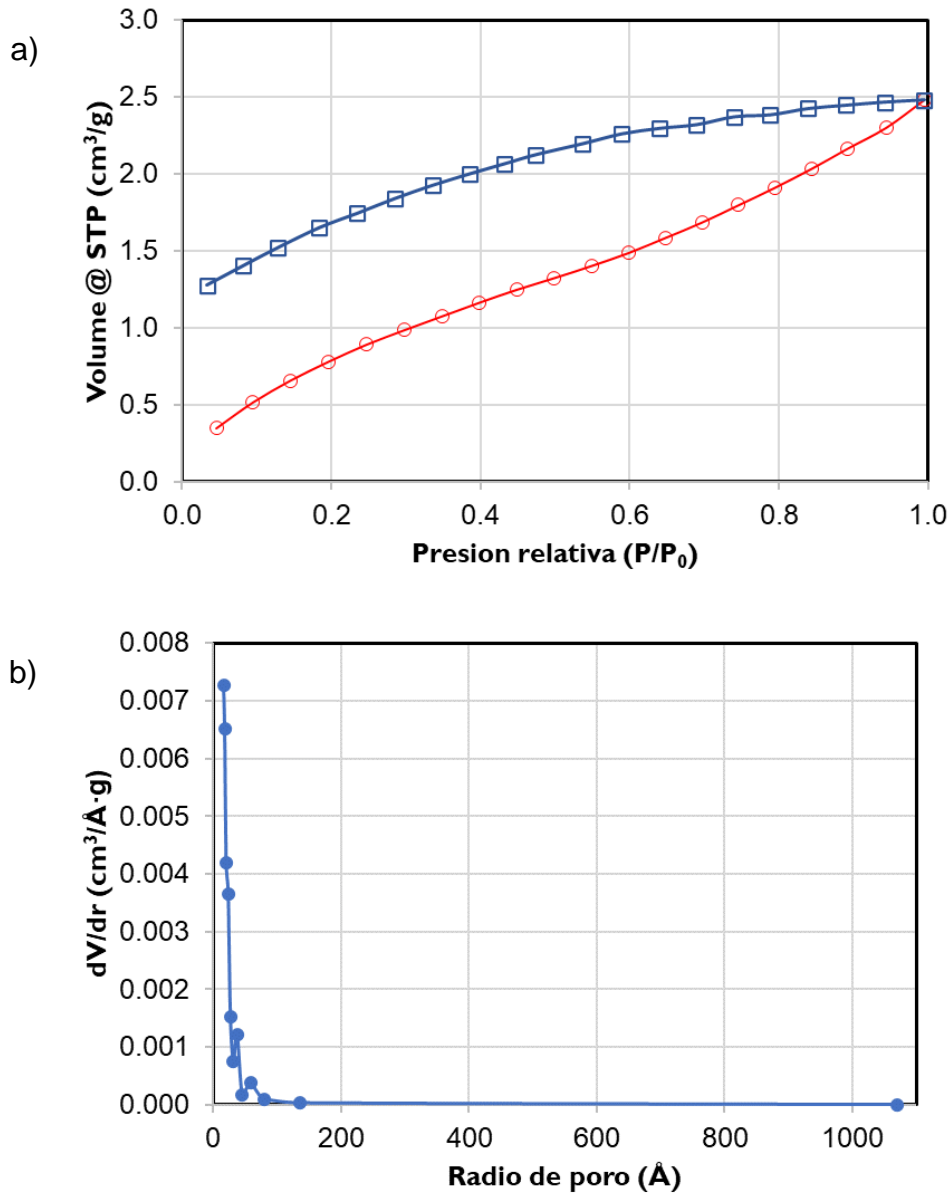 a)
3.0
2.5
2.0
1.5
1.0
0.5
0.0
Volume @ STP (cm³/g)
0.0 0.2 0.4 0.6 0.8 1.0
Presion relativa (P/P₀)
b)
0.008
0.007
0.006
0.005
0.004
0.003
0.002
0.001
0.000
dV/dr (cm³/Å·g)
0 200 400 600 800 1000
Radio de poro (Å)